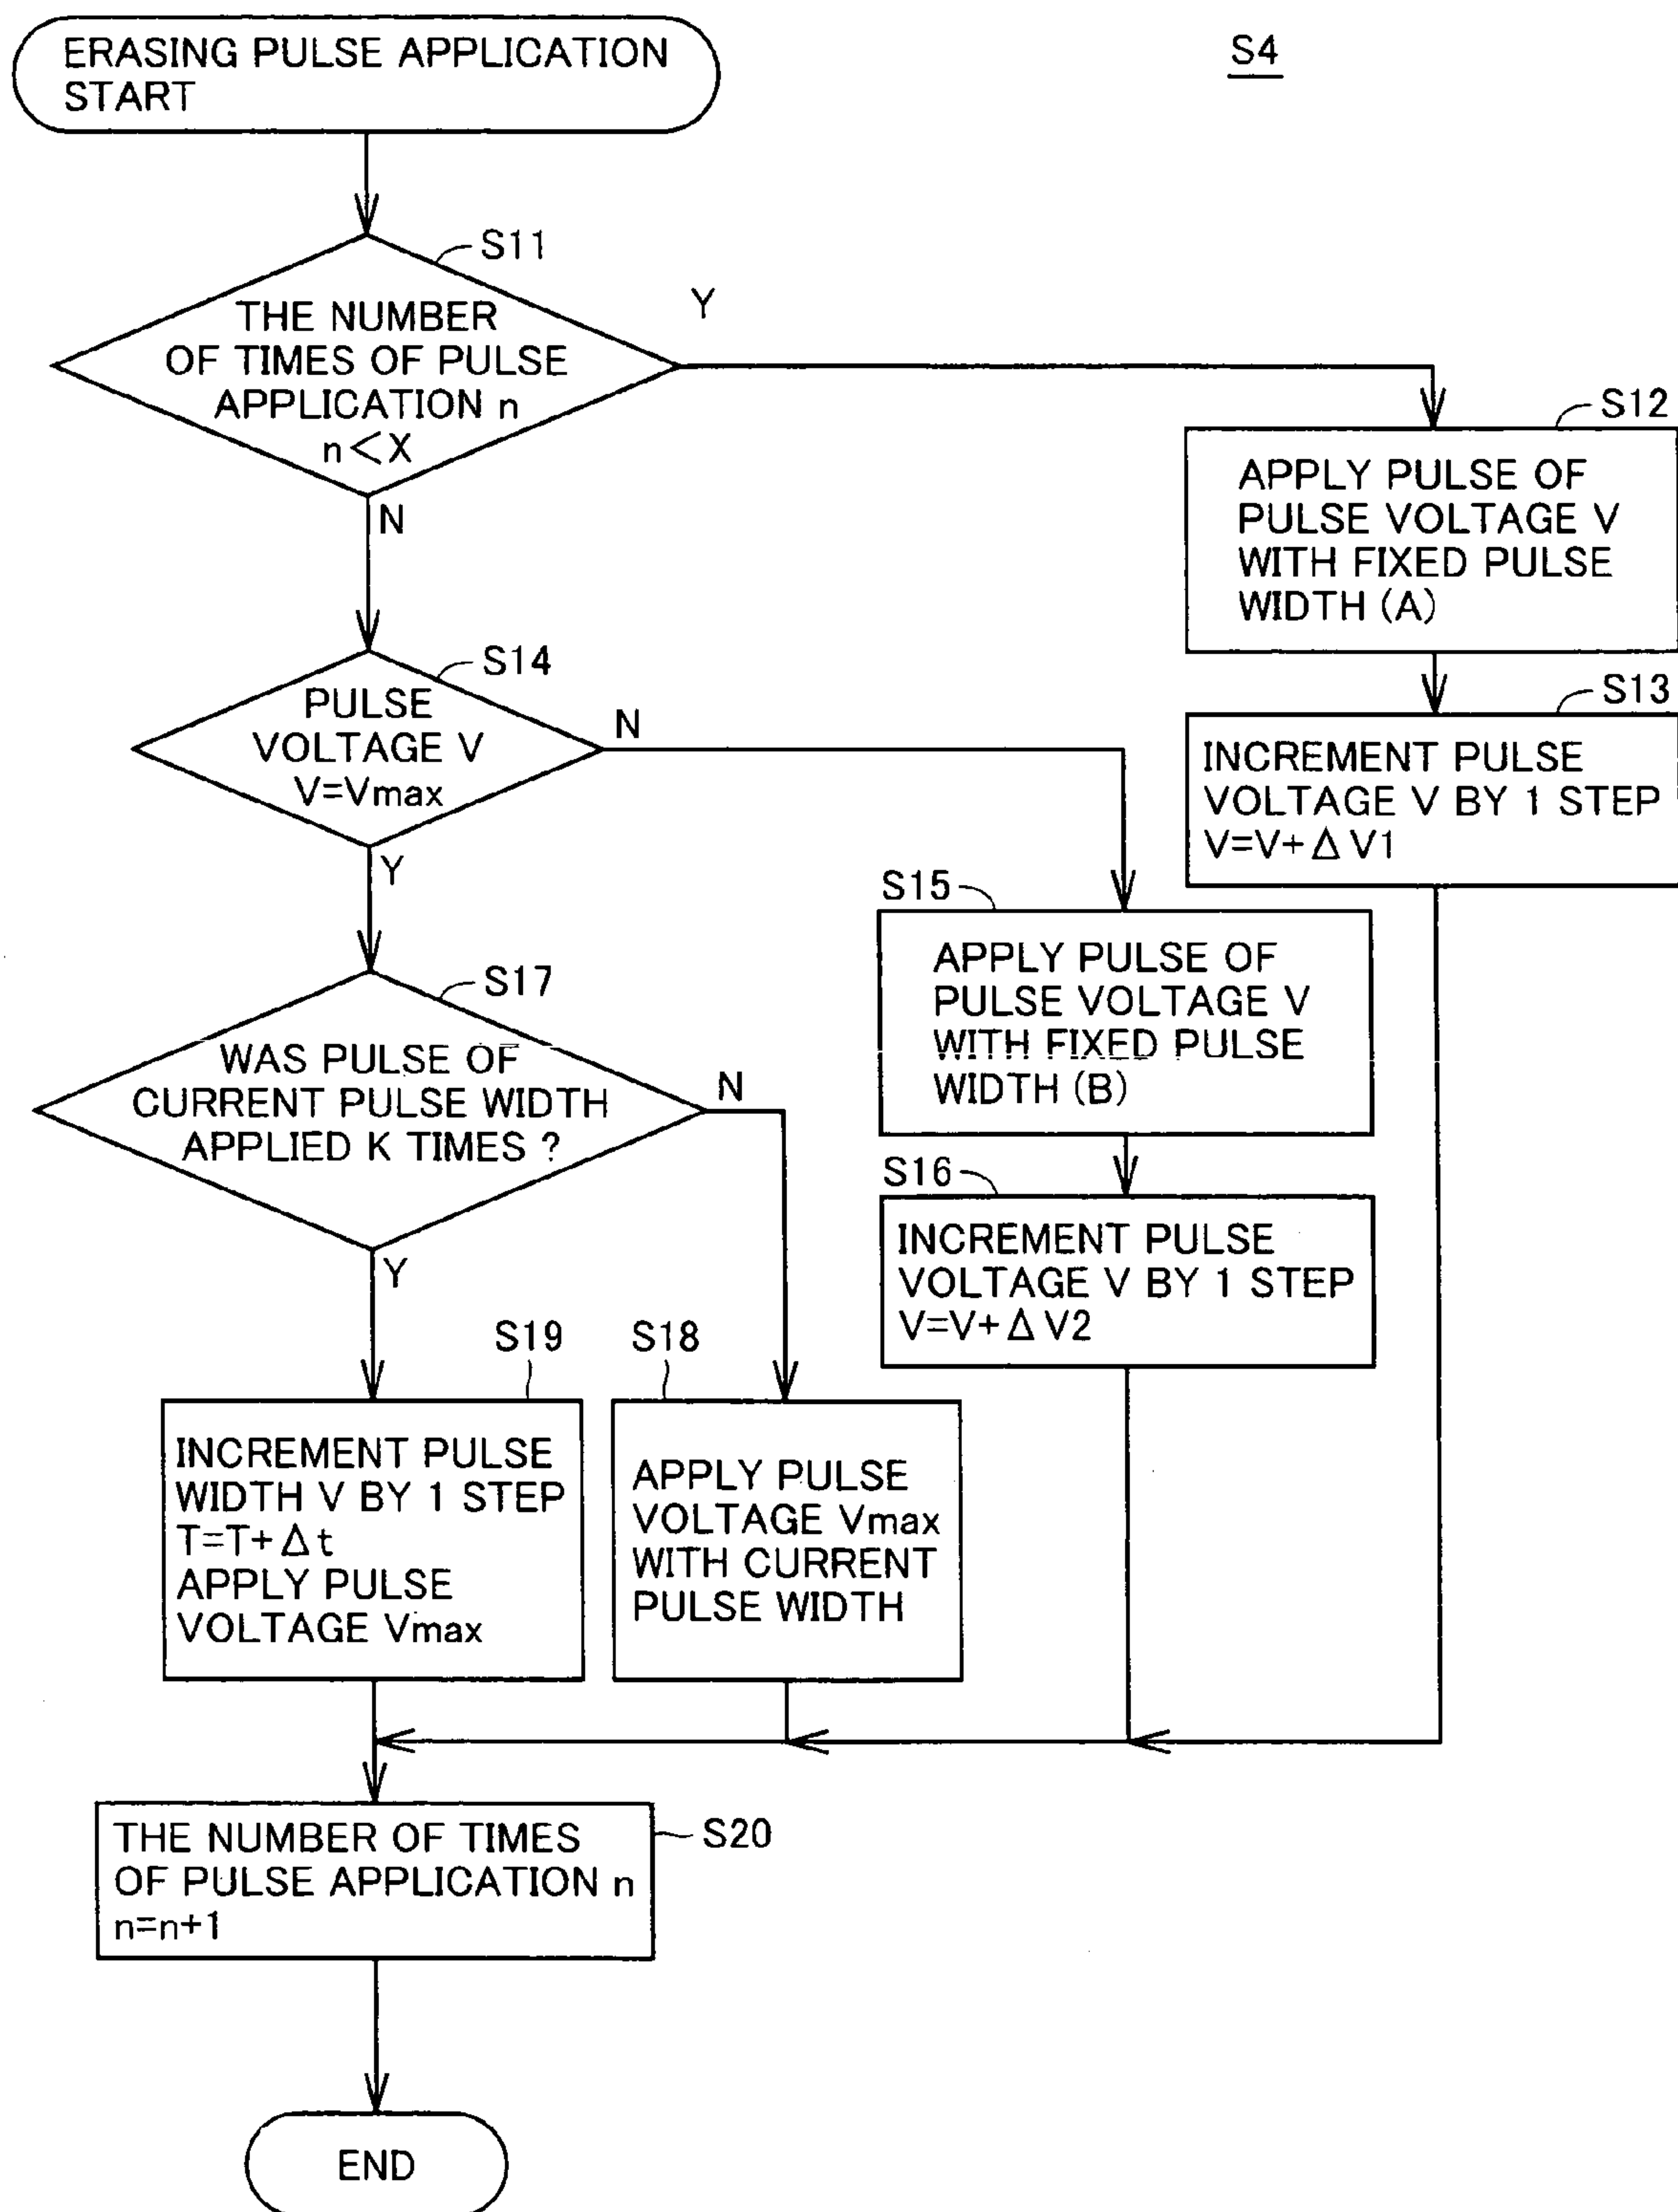 ERASING PULSE APPLICATION
START
S4
S11
THE NUMBER
OF TIMES OF PULSE
APPLICATION n
n<X
Y
N
S12
APPLY PULSE OF
PULSE VOLTAGE V
WITH FIXED PULSE
WIDTH (A)
S13
INCREMENT PULSE
VOLTAGE V BY 1 STEP
V=V+Δ V1
S14
PULSE
VOLTAGE V
V=Vmax
N
Y
S15
APPLY PULSE OF
PULSE VOLTAGE V
WITH FIXED PULSE
WIDTH (B)
S16
INCREMENT PULSE
VOLTAGE V BY 1 STEP
V=V+Δ V2
S17
WAS PULSE OF
CURRENT PULSE WIDTH
APPLIED K TIMES ?
N
Y
S19
INCREMENT PULSE
WIDTH V BY 1 STEP
T=T+Δt
APPLY PULSE
VOLTAGE Vmax
S18
APPLY PULSE
VOLTAGE Vmax
WITH CURRENT
PULSE WIDTH
THE NUMBER OF TIMES
OF PULSE APPLICATION n
n=n+1
S20
END